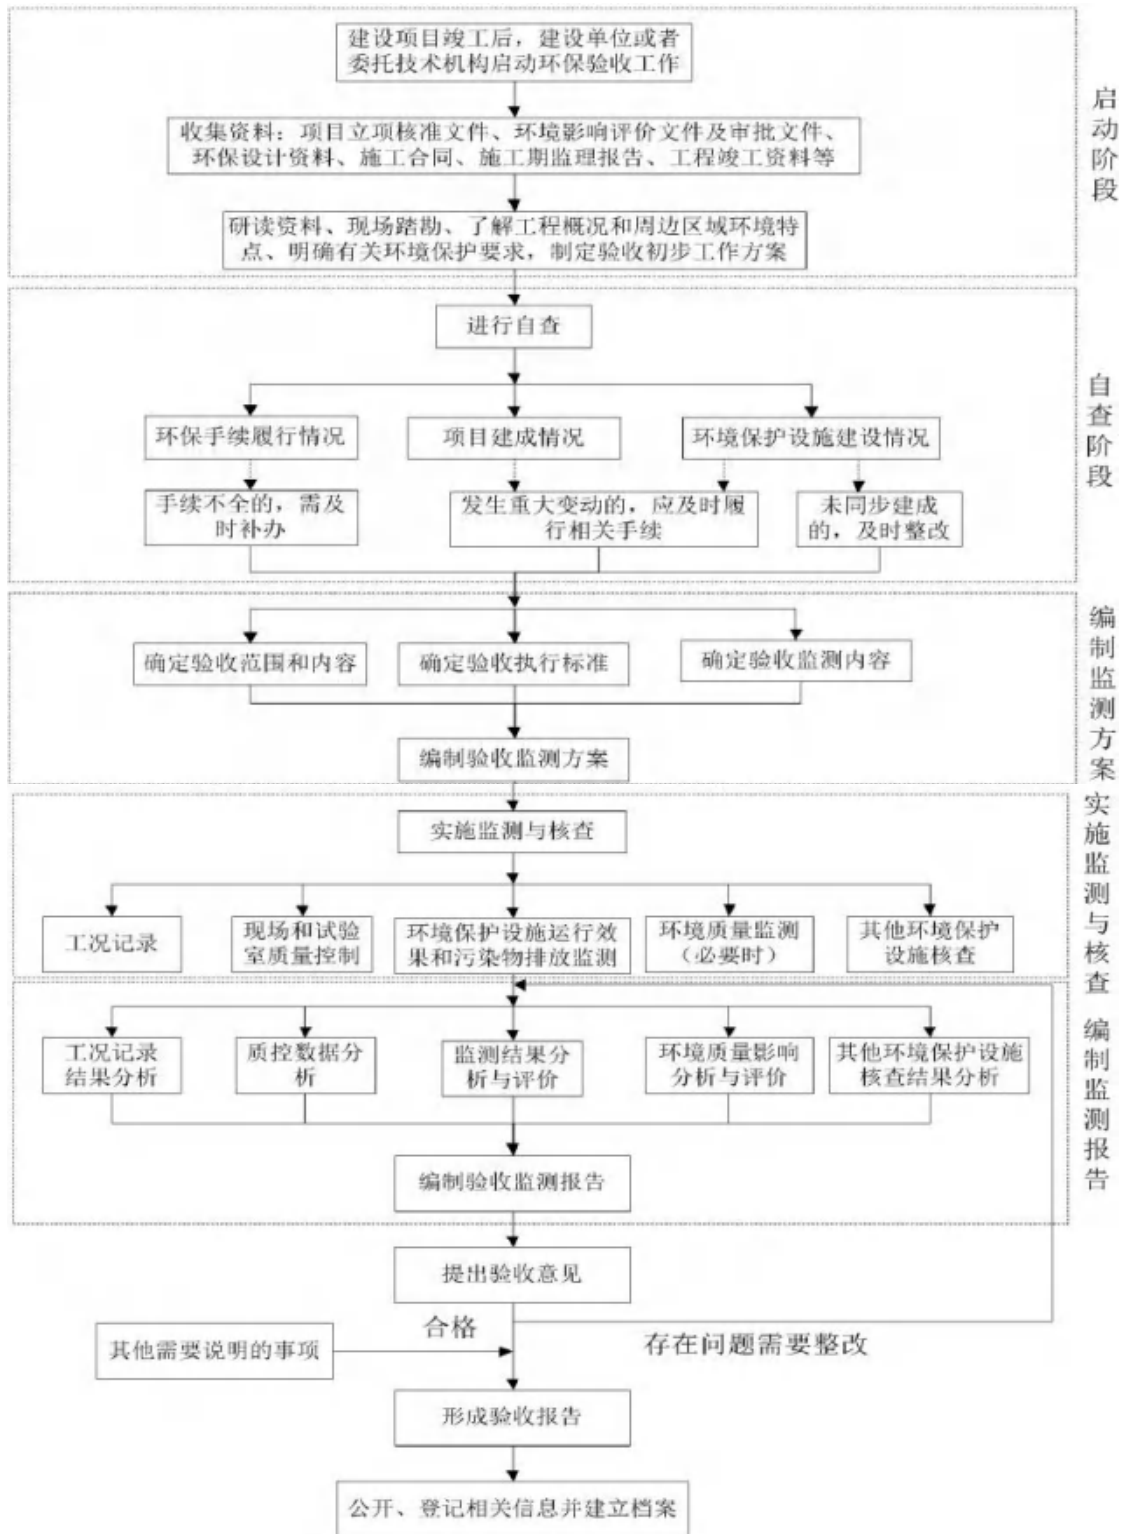 建设项目竣工后，建设单位或者
委托技术机构启动环保验收工作
收集资料：项目立项核准文件、环境影响评价文件及审批文件、
环保设计资料、施工合同、施工期监理报告、工程竣工资料等
研读资料、现场踏勘、了解工程概况和周边区域环境特
点、明确有关环境保护要求，制定验收初步工作方案
启动阶段
进行自查
环保手续履行情况
项目建成情况
环境保护设施建设情况
手续不全的，需及
时补办
发生重大变动的，应及时履
行相关手续
未同步建成
的，及时整改
自查阶段
确定验收范围和内容
确定验收执行标准
确定验收监测内容
编制验收监测方案
编制监测方案
实施监测与核查
工况记录
现场和试验
室质量控制
环境保护设施运行效
果和污染物排放监测
环境质量监测
（必要时）
其他环境保护
设施核查
实施监测与核查
工况记录
结果分析
质控数据分
析
监测结果分
析与评价
环境质量影响
分析与评价
其他环境保护设施
核查结果分析
编制验收监测报告
编制监测报告
提出验收意见
合格
存在问题需要整改
其他需要说明的事项
形成验收报告
公开、登记相关信息并建立档案